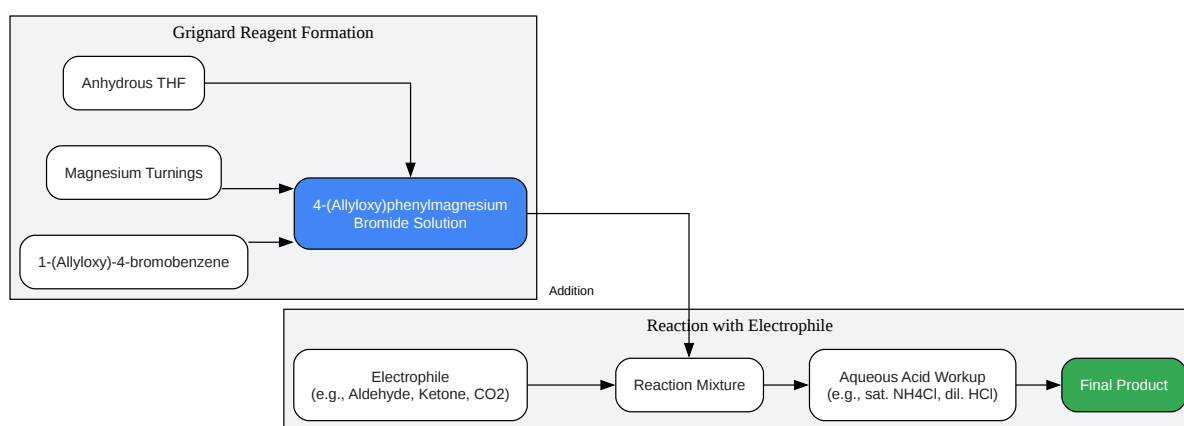 Grignard Reagent Formation
Anhydrous THF
Magnesium Turnings
4-(Allyloxy)phenylmagnesium
Bromide Solution
1-(Allyloxy)-4-bromobenzene
Addition
Reaction with Electrophile
Electrophile
(e.g., Aldehyde, Ketone, CO2)
Reaction Mixture
Aqueous Acid Workup
(e.g., sat. NH4Cl, dil. HCl)
Final Product